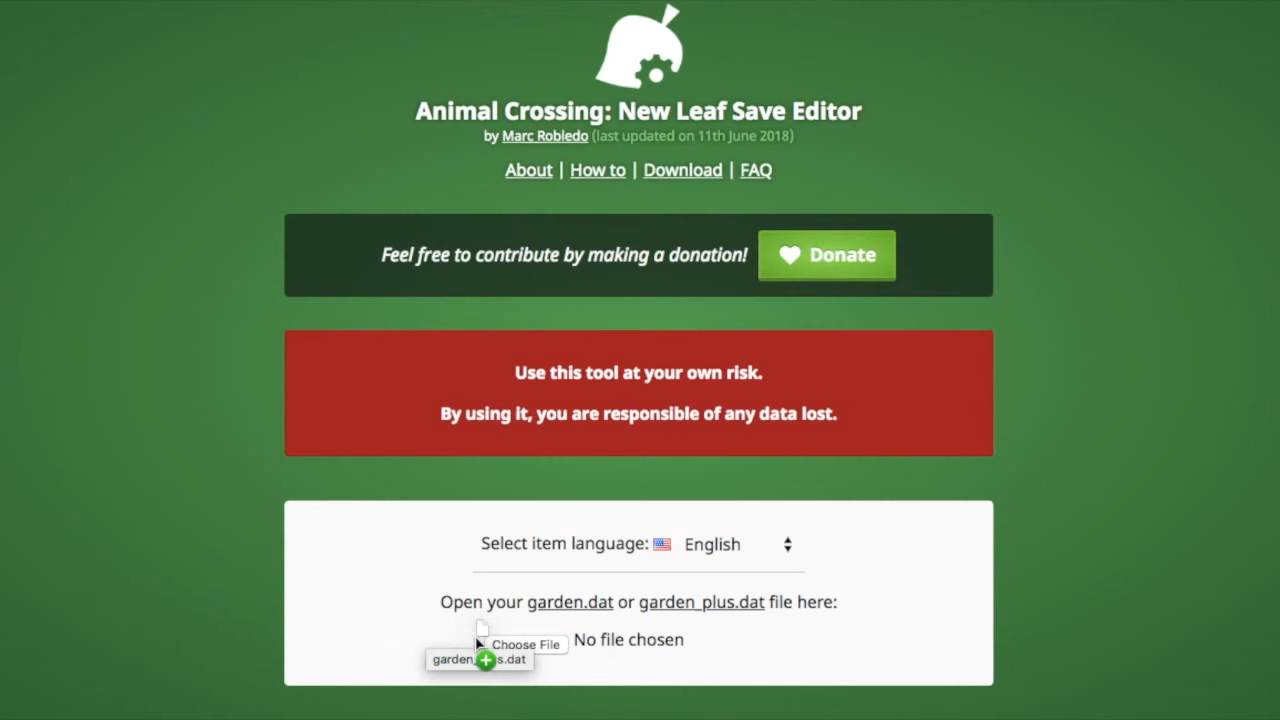 Animal Crossing: New Leaf Save Editor
by Marc Robledo (last updated on 11th June 2018)
About | How to | Download | FAQ
Feel free to contribute by making a donation! Donate
Use this tool at your own risk.
By using it, you are responsible of any data lost.
Select item language: English
Open your garden.dat or garden_plus.dat file here:
Choose File No file chosen